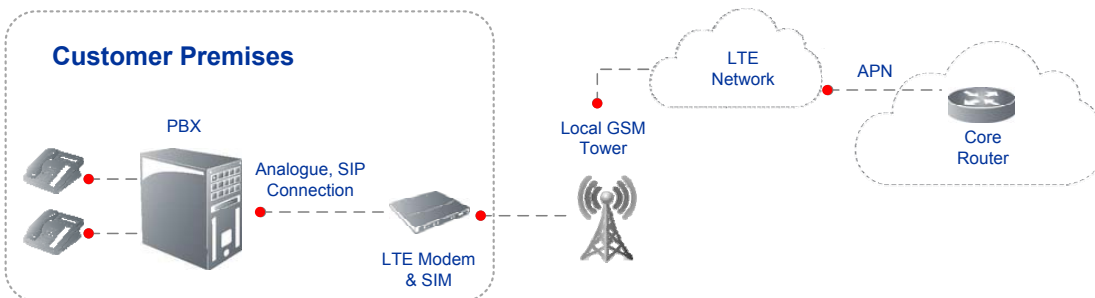 Customer Premises
PBX
Analogue, SIP
Connection
LTE Modem
& SIM
Local GSM
Tower
LTE
Network
APN
Core
Router